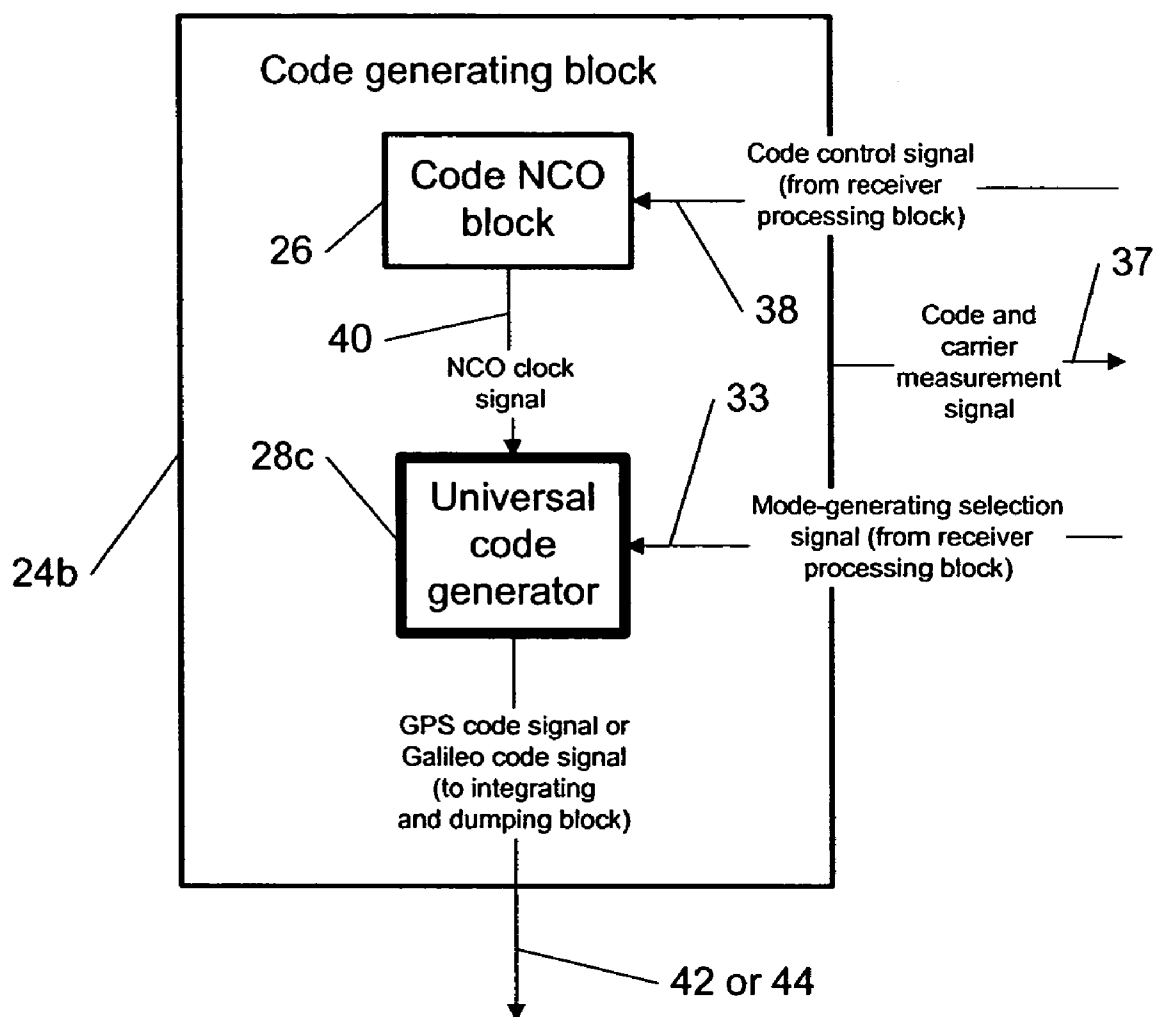 Code generating block
Code NCO
block
26
Code control signal
(from receiver
processing block)
38
37
Code and
carrier
measurement
signal
40
NCO clock
signal
33
28c
Universal
code
generator
Mode-generating selection
signal (from receiver
processing block)
24b
GPS code signal or
Galileo code signal
(to integrating
and dumping block)
42 or 44